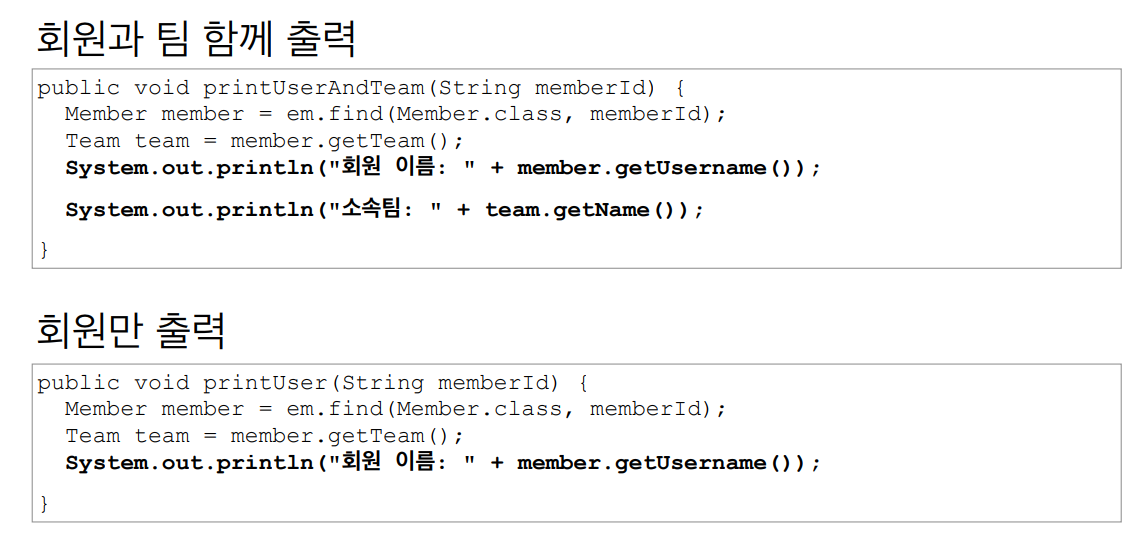 회원과 팀 함께 출력
public void printUserAndTeam(String memberId) {
Member member = em.find(Member.class, memberId);
Team team = member.getTeam();
System.out.println("회원 이름: " + member.getUsername());
System.out.println("소속팀: " + team.getName());
}
회원만 출력
public void printUser(String memberId) {
Member member = em.find(Member.class, memberId);
Team team = member.getTeam();
System.out.println("회원 이름: " + member.getUsername());
}